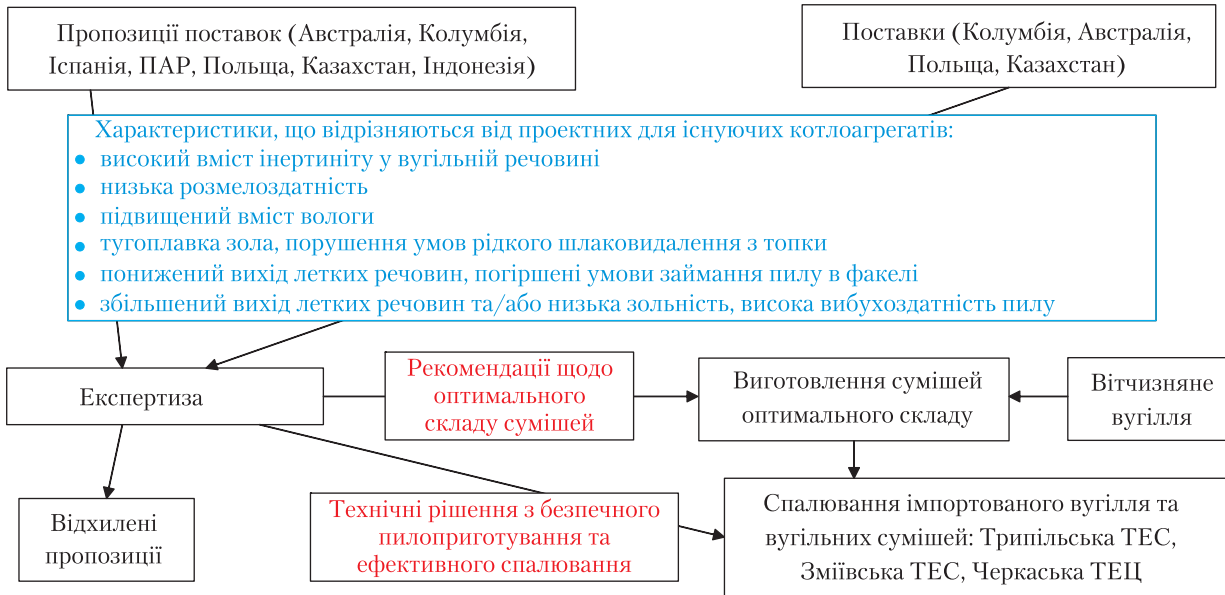 Пропозиції поставок (Австралія, Колумбія,
Іспанія, ПАР, Польща, Казахстан, Індонезія)
Поставки (Колумбія, Австралія,
Польща, Казахстан)
Характеристики, що відрізняються від проектних для існуючих котлоагрегатів:
• високий вміст інертиніту у вугільній речовині
• низька розмелоздатність
• підвищений вміст вологи
• тугоплавка зола, порушення умов рідкого шлаковидалення з топки
• понижений вихід летких речовин, погіршені умови займання пилу в факелі
• збільшений вихід летких речовин та/або низька зольність, висока вибухоздатність пилу
Експертиза
Рекомендації щодо
оптимального
складу сумішей
Виготовлення сумішей
оптимального складу
Вітчизняне
вугілля
Відхилені
пропозиції
Технічні рішення з безпечного
пилоприготування та
ефективного спалювання
Спалювання імпортованого вугілля та
вугільних сумішей: Трипільська ТЕС,
Зміївська ТЕС, Черкаська ТЕЦ